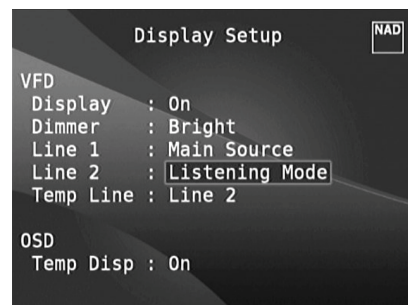 Display Setup
NAD
VFD
Display : On
Dimmer : Bright
Line 1 : Main Source
Line 2 : Listening Mode
Temp Line : Line 2
OSD
Temp Disp : On